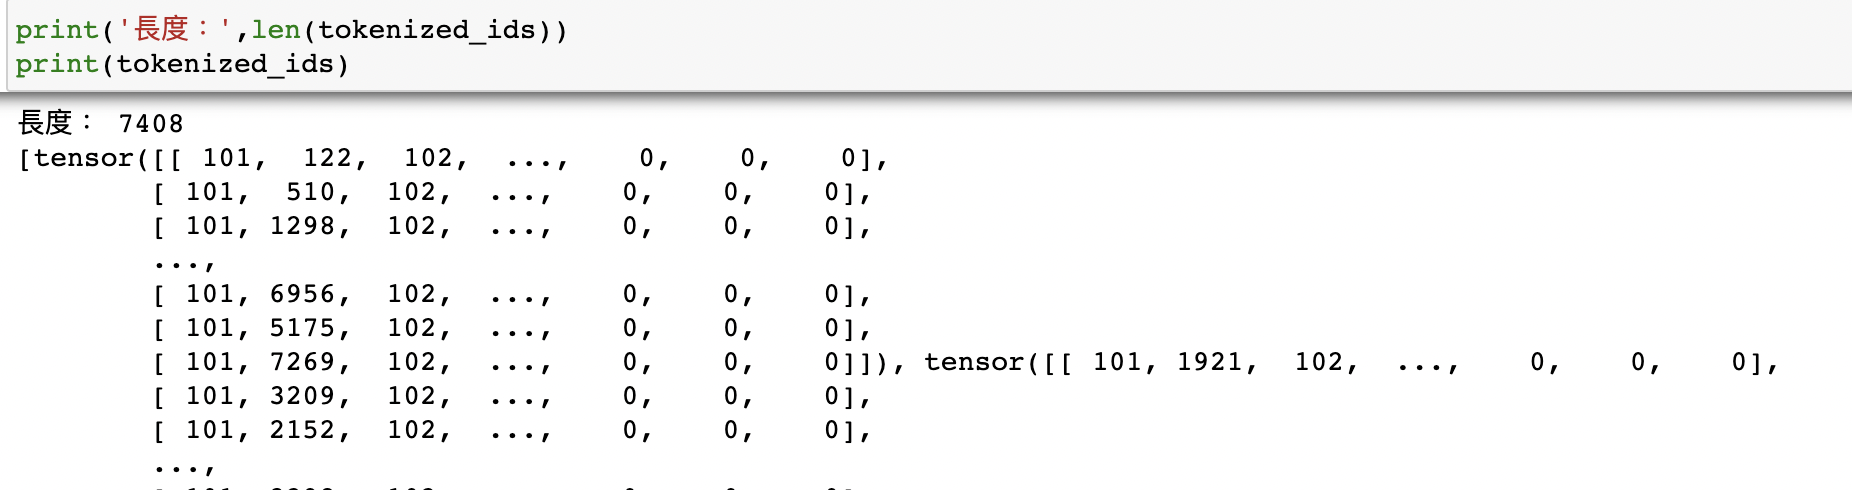 print('長度：',len(tokenized_ids))
print(tokenized_ids)
長度： 7408
[tensor([[ 101,  122,  102,  ...,    0,    0,    0],
        [ 101,  510,  102,  ...,    0,    0,    0],
        [ 101, 1298,  102,  ...,    0,    0,    0],
        ...,
        [ 101, 6956,  102,  ...,    0,    0,    0],
        [ 101, 5175,  102,  ...,    0,    0,    0],
        [ 101, 7269,  102,  ...,    0,    0,    0]]), tensor([[ 101, 1921,  102,  ...,    0,    0,    0],
        [ 101, 3209,  102,  ...,    0,    0,    0],
        [ 101, 2152,  102,  ...,    0,    0,    0],
        ...,